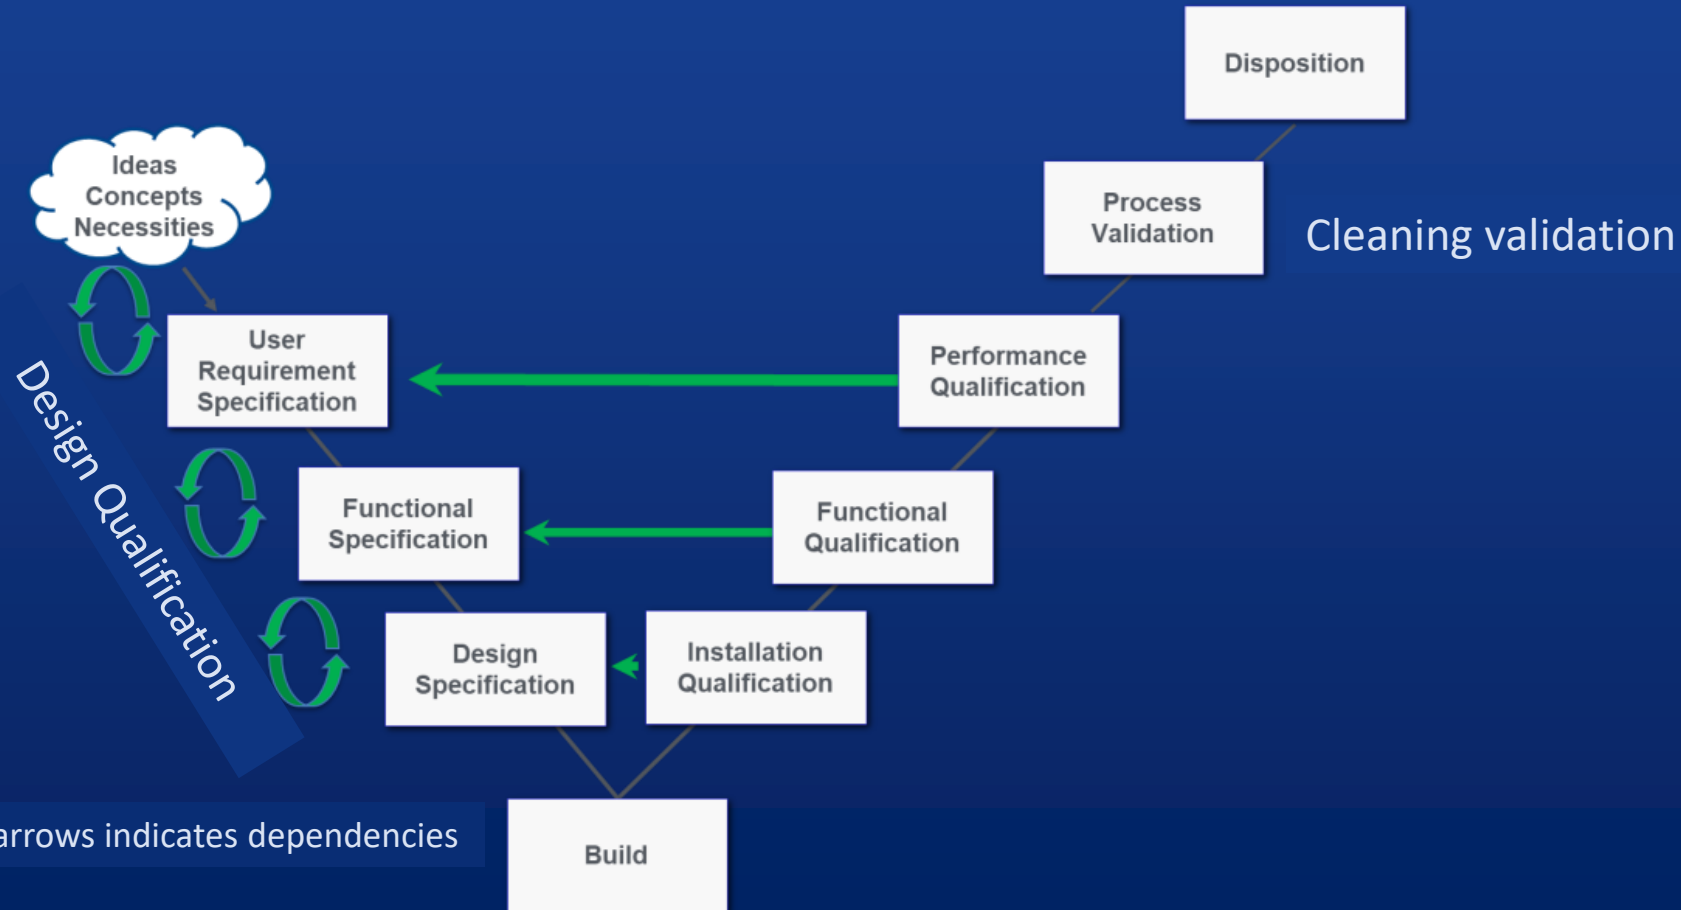 Disposition
Ideas
Concepts
Necessities
Process
Validation
Cleaning validation
User
Requirement
Specification
Performance
Qualification
Design Qualification
Functional
Specification
Functional
Qualification
Design
Specification
Installation
Qualification
arrows indicates dependencies
Build